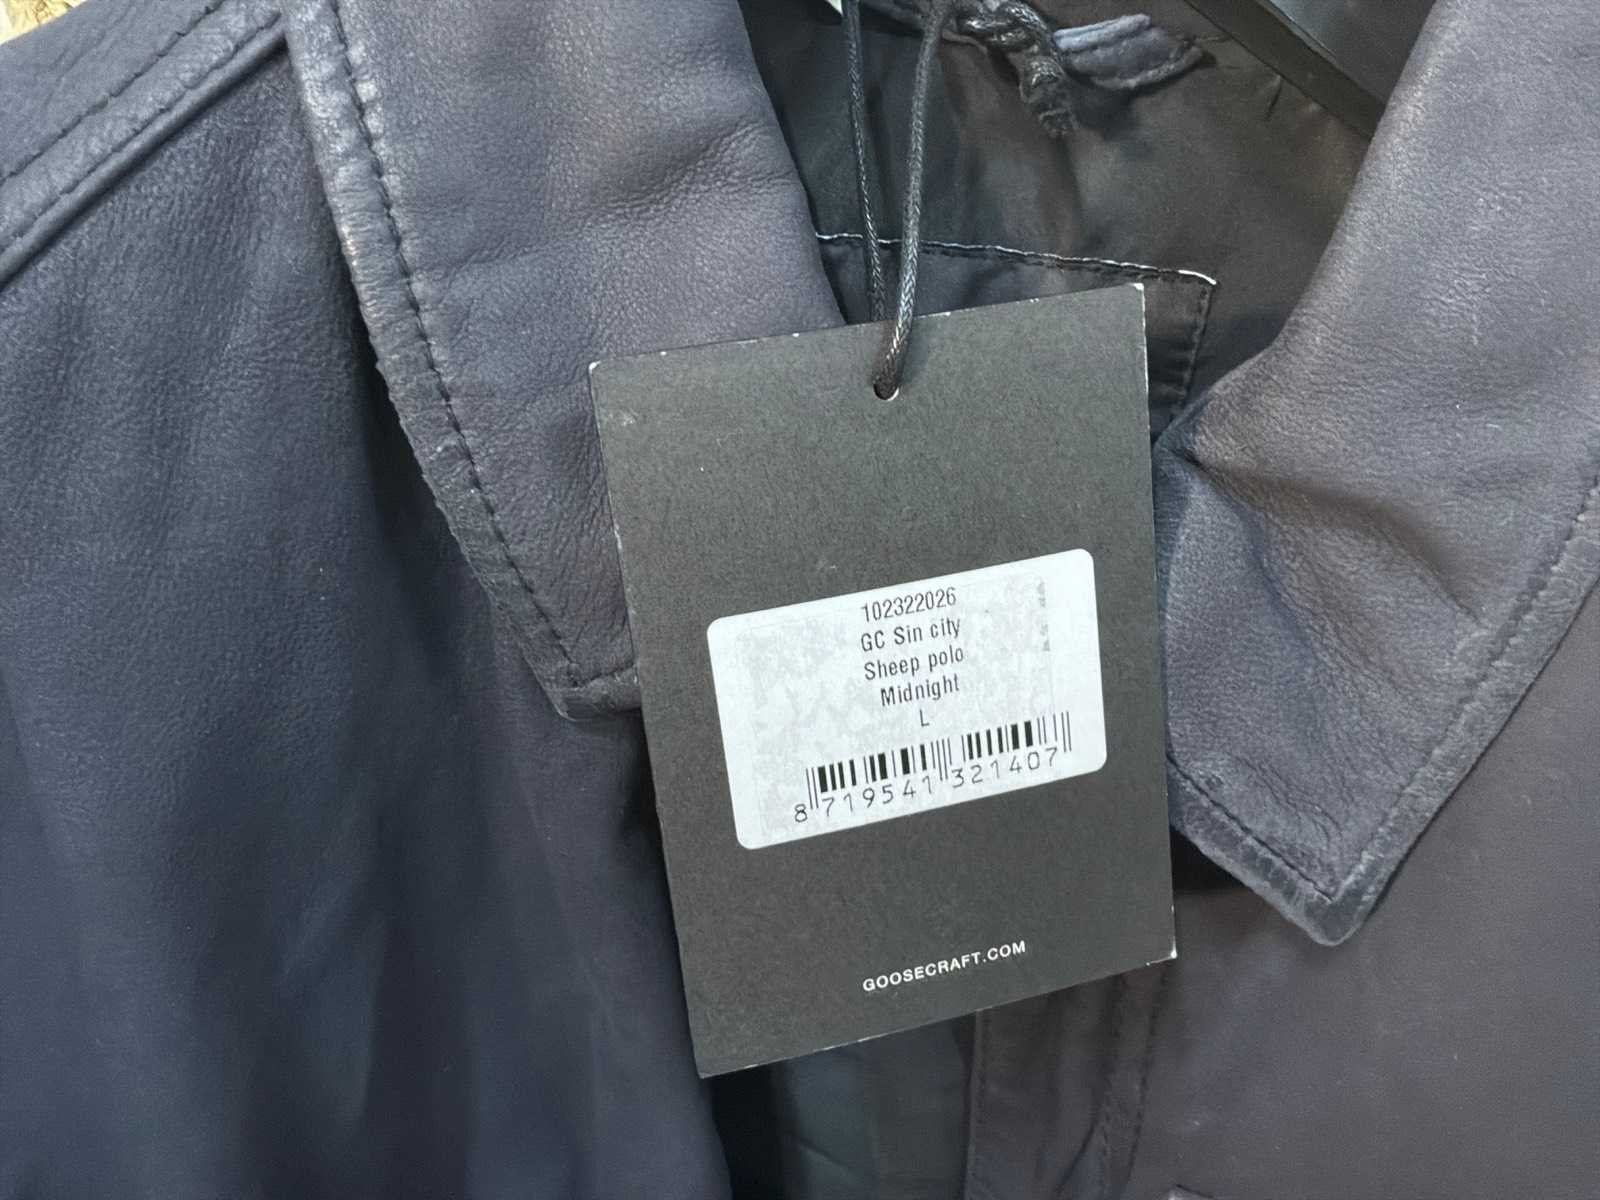 102322026
GC Sin city
Sheep polo
Midnight
L
8 719541 321407
GOOSECRAFT.COM